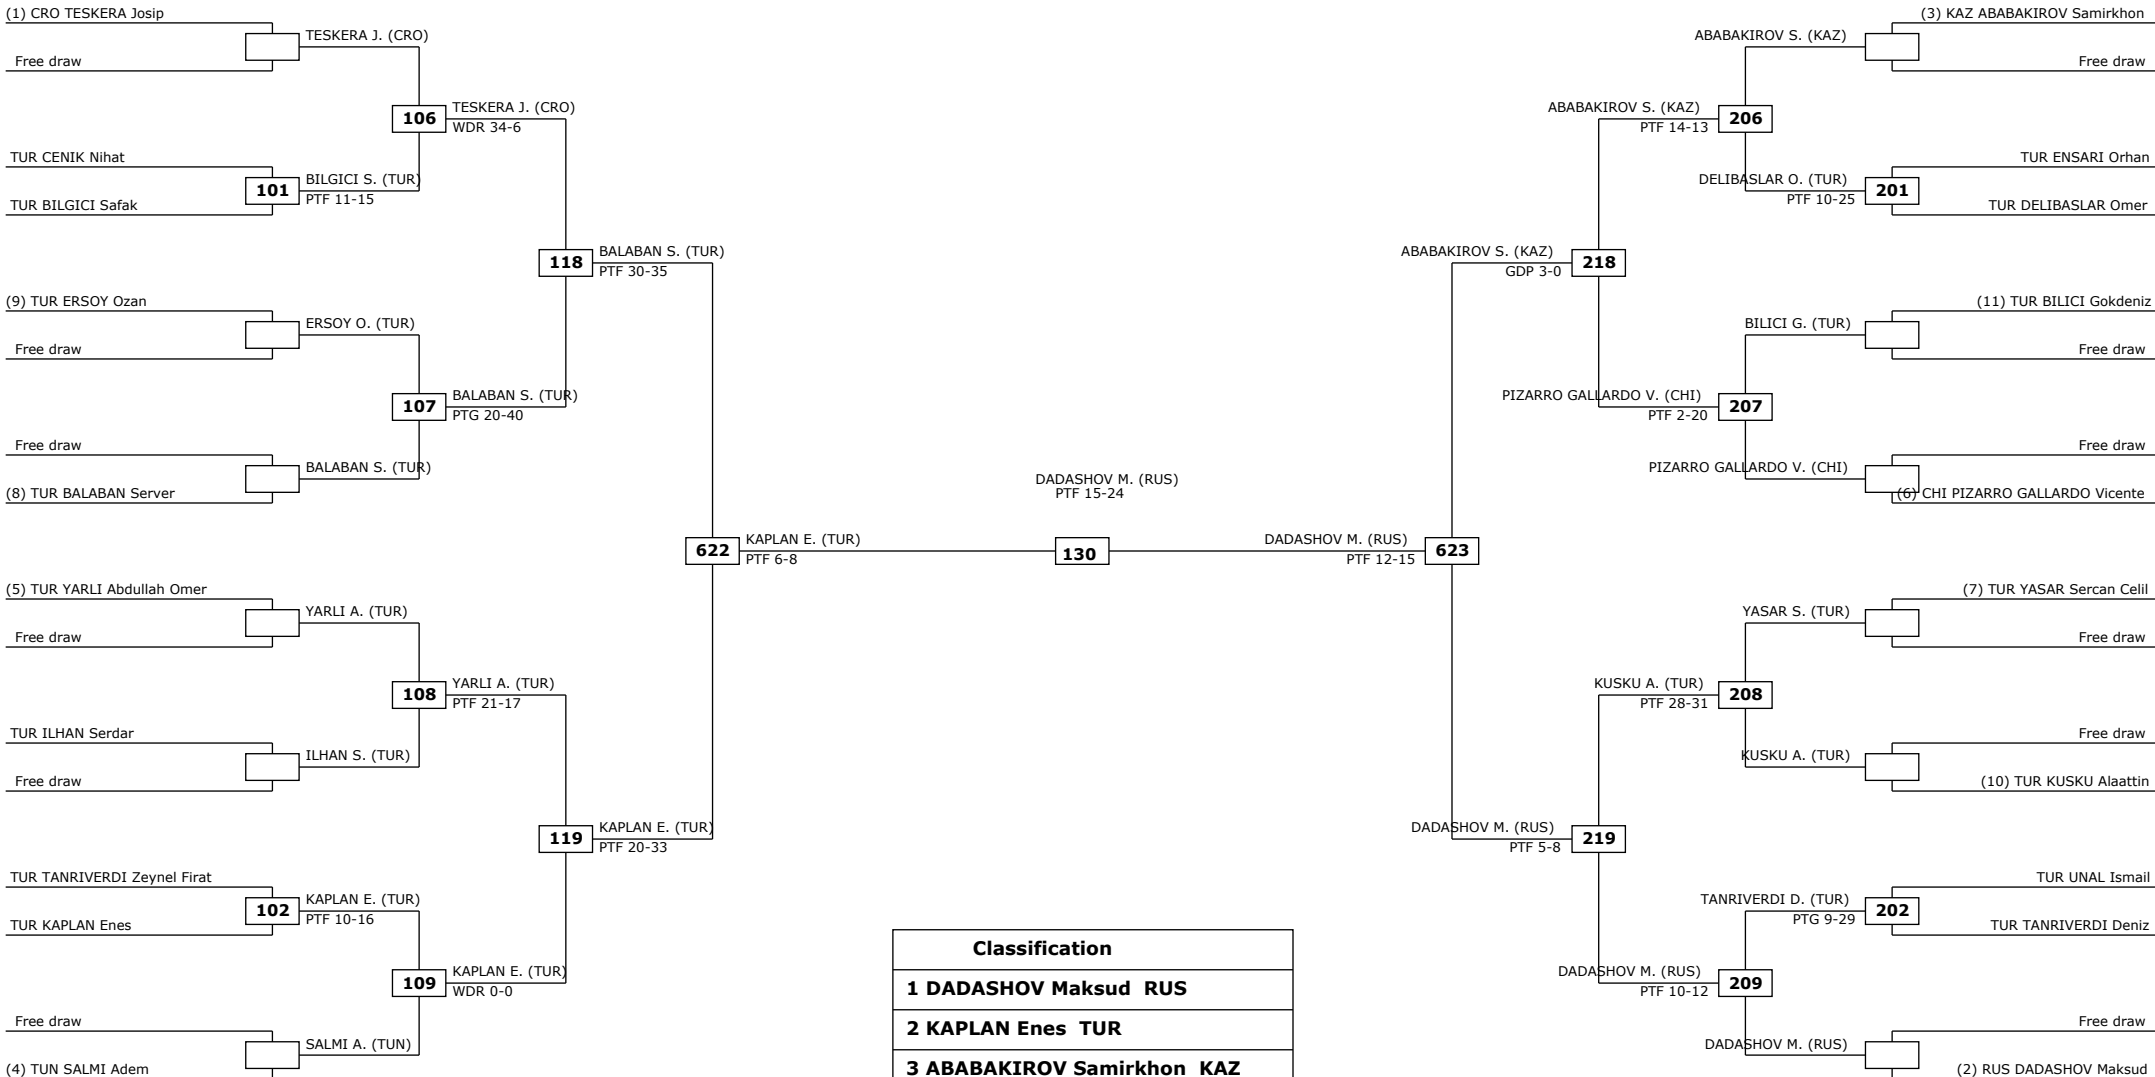 (1) CRO TESKERA Josip
TESKERA J. (CRO)
Free draw
106
TESKERA J. (CRO)
WDR 34-6
TUR CENIK Nihat
101
BILGICI S. (TUR)
PTF 11-15
TUR BILGICI Safak
118
BALABAN S. (TUR)
PTF 30-35
(9) TUR ERSOY Ozan
ERSOY O. (TUR)
Free draw
107
BALABAN S. (TUR)
PTG 20-40
Free draw
BALABAN S. (TUR)
(8) TUR BALABAN Server
622
KAPLAN E. (TUR)
PTF 6-8
(5) TUR YARLI Abdullah Omer
YARLI A. (TUR)
Free draw
108
YARLI A. (TUR)
PTF 21-17
TUR ILHAN Serdar
ILHAN S. (TUR)
Free draw
119
KAPLAN E. (TUR)
PTF 20-33
TUR TANRIVERDI Zeynel Firat
102
KAPLAN E. (TUR)
PTF 10-16
TUR KAPLAN Enes
109
KAPLAN E. (TUR)
WDR 0-0
Free draw
SALMI A. (TUN)
(4) TUN SALMI Adem
DADASHOV M. (RUS)
PTF 15-24
130
Classification
1 DADASHOV Maksud RUS
2 KAPLAN Enes TUR
3 ABABAKIROV Samirkhon KAZ
(3) KAZ ABABAKIROV Samirkhon
ABABAKIROV S. (KAZ)
Free draw
ABABAKIROV S. (KAZ)
PTF 14-13
206
TUR ENSARI Orhan
DELIBASLAR O. (TUR)
PTF 10-25
201
TUR DELIBASLAR Omer
ABABAKIROV S. (KAZ)
GDP 3-0
218
(11) TUR BILICI Gokdeniz
BILICI G. (TUR)
Free draw
PIZARRO GALLARDO V. (CHI)
PTF 2-20
207
Free draw
PIZARRO GALLARDO V. (CHI)
(6) CHI PIZARRO GALLARDO Vicente
DADASHOV M. (RUS)
PTF 12-15
623
(7) TUR YASAR Sercan Celil
YASAR S. (TUR)
Free draw
KUSKU A. (TUR)
PTF 28-31
208
Free draw
KUSKU A. (TUR)
(10) TUR KUSKU Alaattin
DADASHOV M. (RUS)
PTF 5-8
219
TUR UNAL Ismail
TANRIVERDI D. (TUR)
PTG 9-29
202
TUR TANRIVERDI Deniz
DADASHOV M. (RUS)
PTF 10-12
209
Free draw
DADASHOV M. (RUS)
(2) RUS DADASHOV Maksud